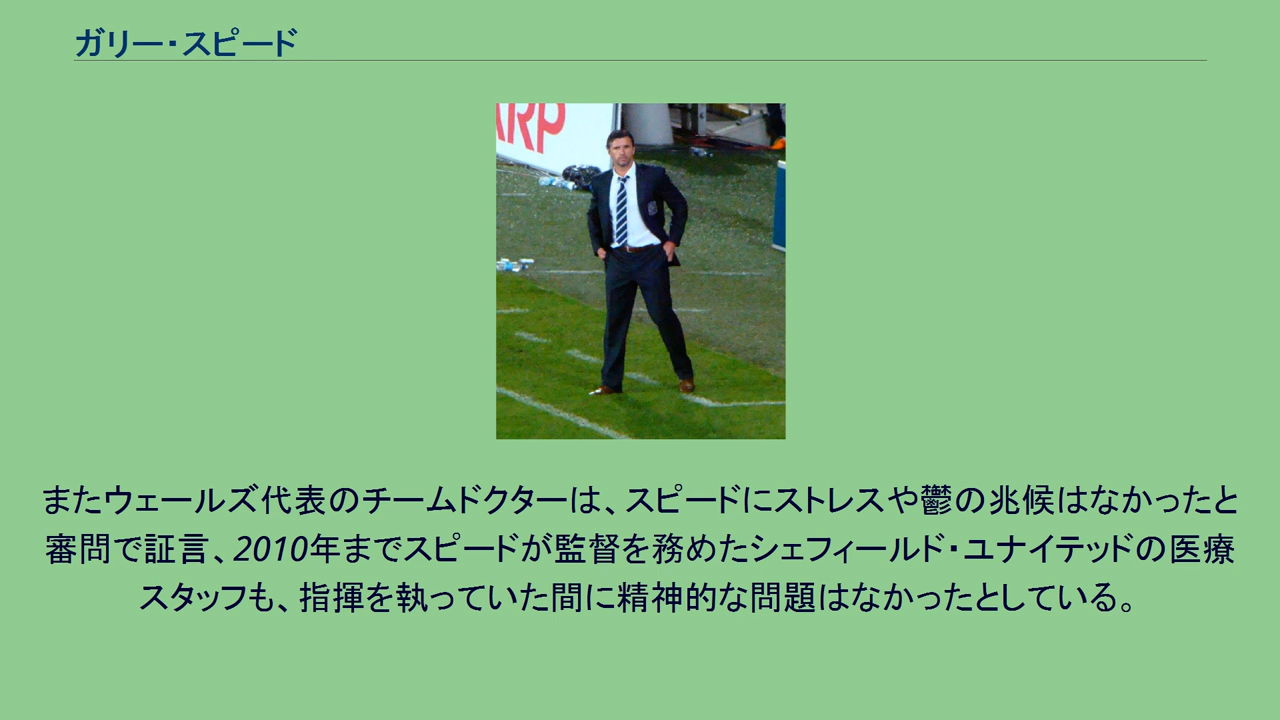 ガリー・スピード
ARP
またウェールズ代表のチームドクターは、スピードにストレスや鬱の兆候はなかったと
審問で証言、2010年までスピードが監督を務めたシェフィールド・ユナイテッドの医療
スタッフも、指揮を執っていた間に精神的な問題はなかったとしている。